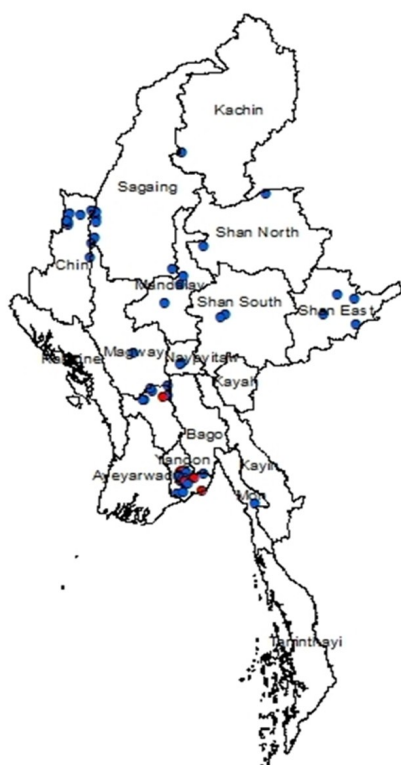 Kachin
Sagaing
Shan North
Chin
Mandalay
Shan South
Shan East
Magway
Rakhine
Naypyitaw
Kayah
Bago
Yangon
Ayeyarwady
Kayin
Mon
Tanintharyi